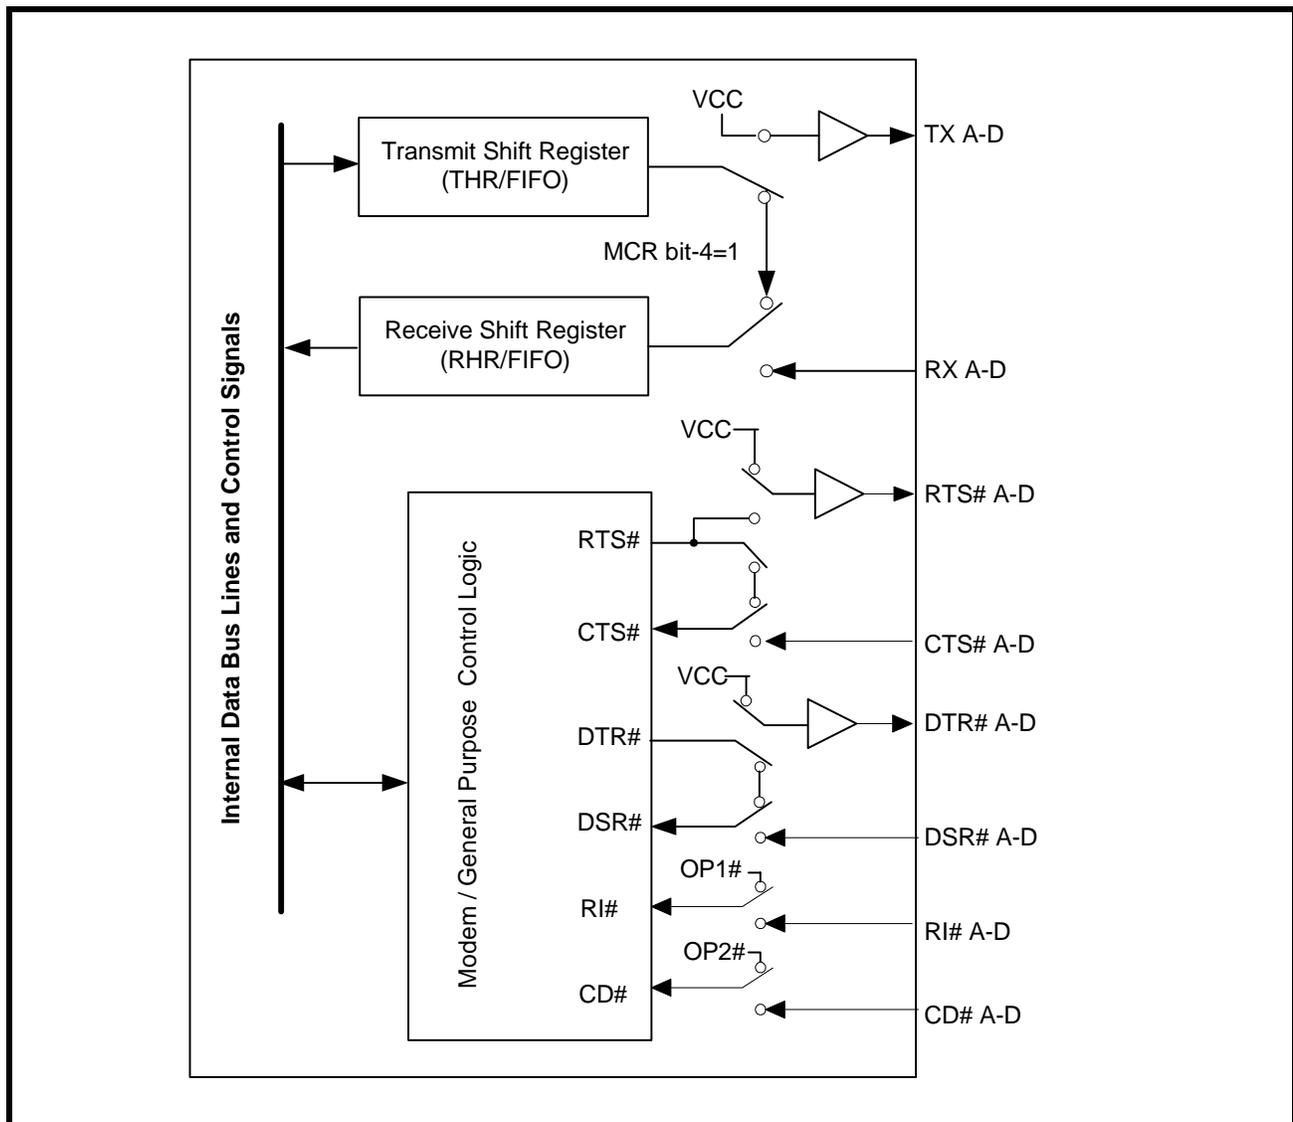 VCC
TX A-D
Transmit Shift Register
(THR/FIFO)
MCR bit-4=1
Receive Shift Register
(RHR/FIFO)
RX A-D
Internal Data Bus Lines and Control Signals
VCC
RTS# A-D
Modem / General Purpose Control Logic
RTS#
CTS#
CTS# A-D
VCC
DTR# A-D
DTR#
DSR#
DSR# A-D
OP1#
RI#
RI# A-D
OP2#
CD#
CD# A-D